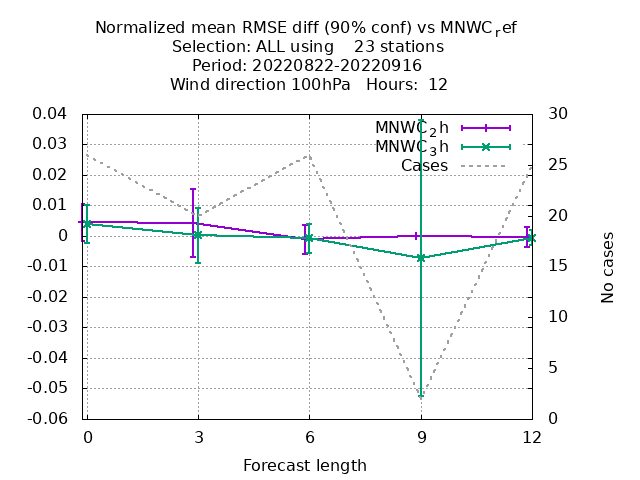 Normalized mean RMSE diff (90% conf) vs MNWC_ref
Selection: ALL using    23 stations
Period: 20220822-20220916
Wind direction 100hPa   Hours:  12
MNWC_2h
MNWC_3h
Cases
0.04
0.03
0.02
0.01
0
-0.01
-0.02
-0.03
-0.04
-0.05
-0.06
30
25
20
15
10
5
0
No cases
0 3 6 9 12
Forecast length